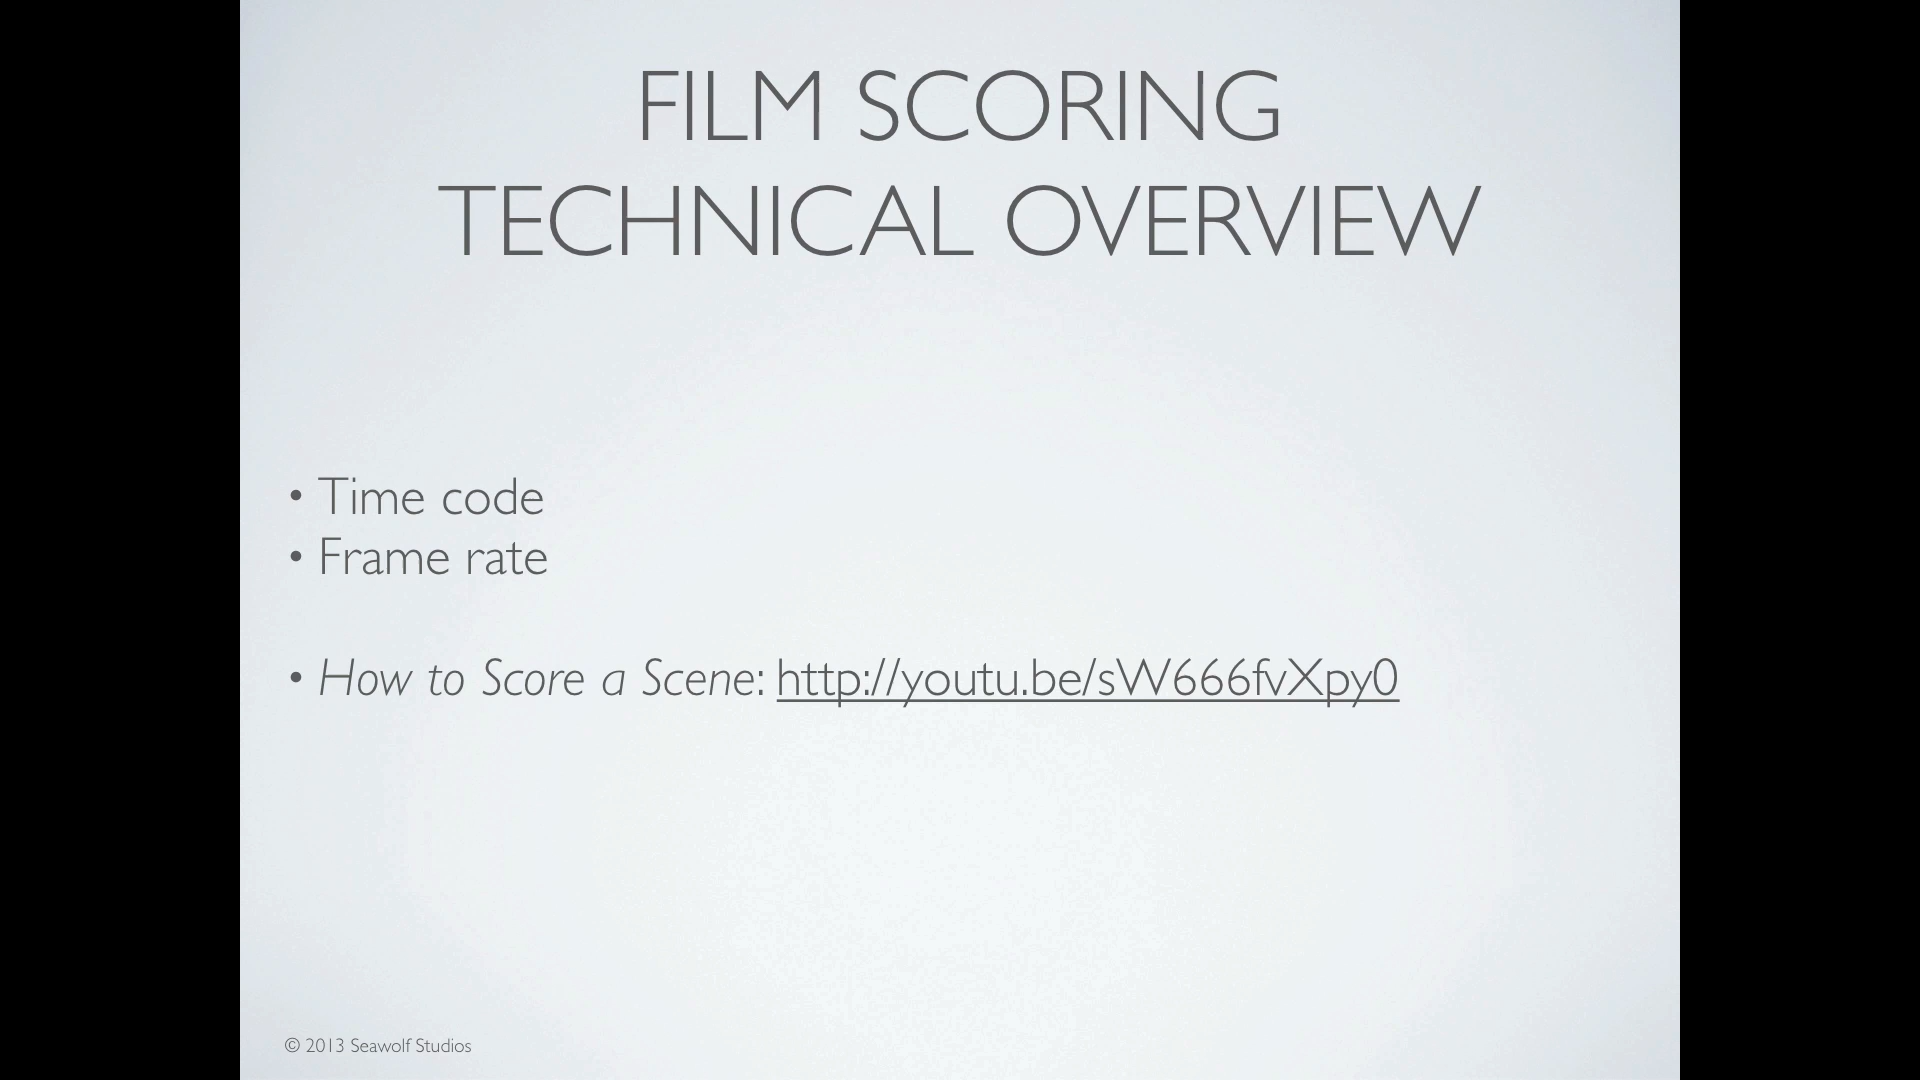 FILM SCORING
TECHNICAL OVERVIEW
• Time code
• Frame rate
• How to Score a Scene: http://youtu.be/sW666fvXpy0
© 2013 Seawolf Studios